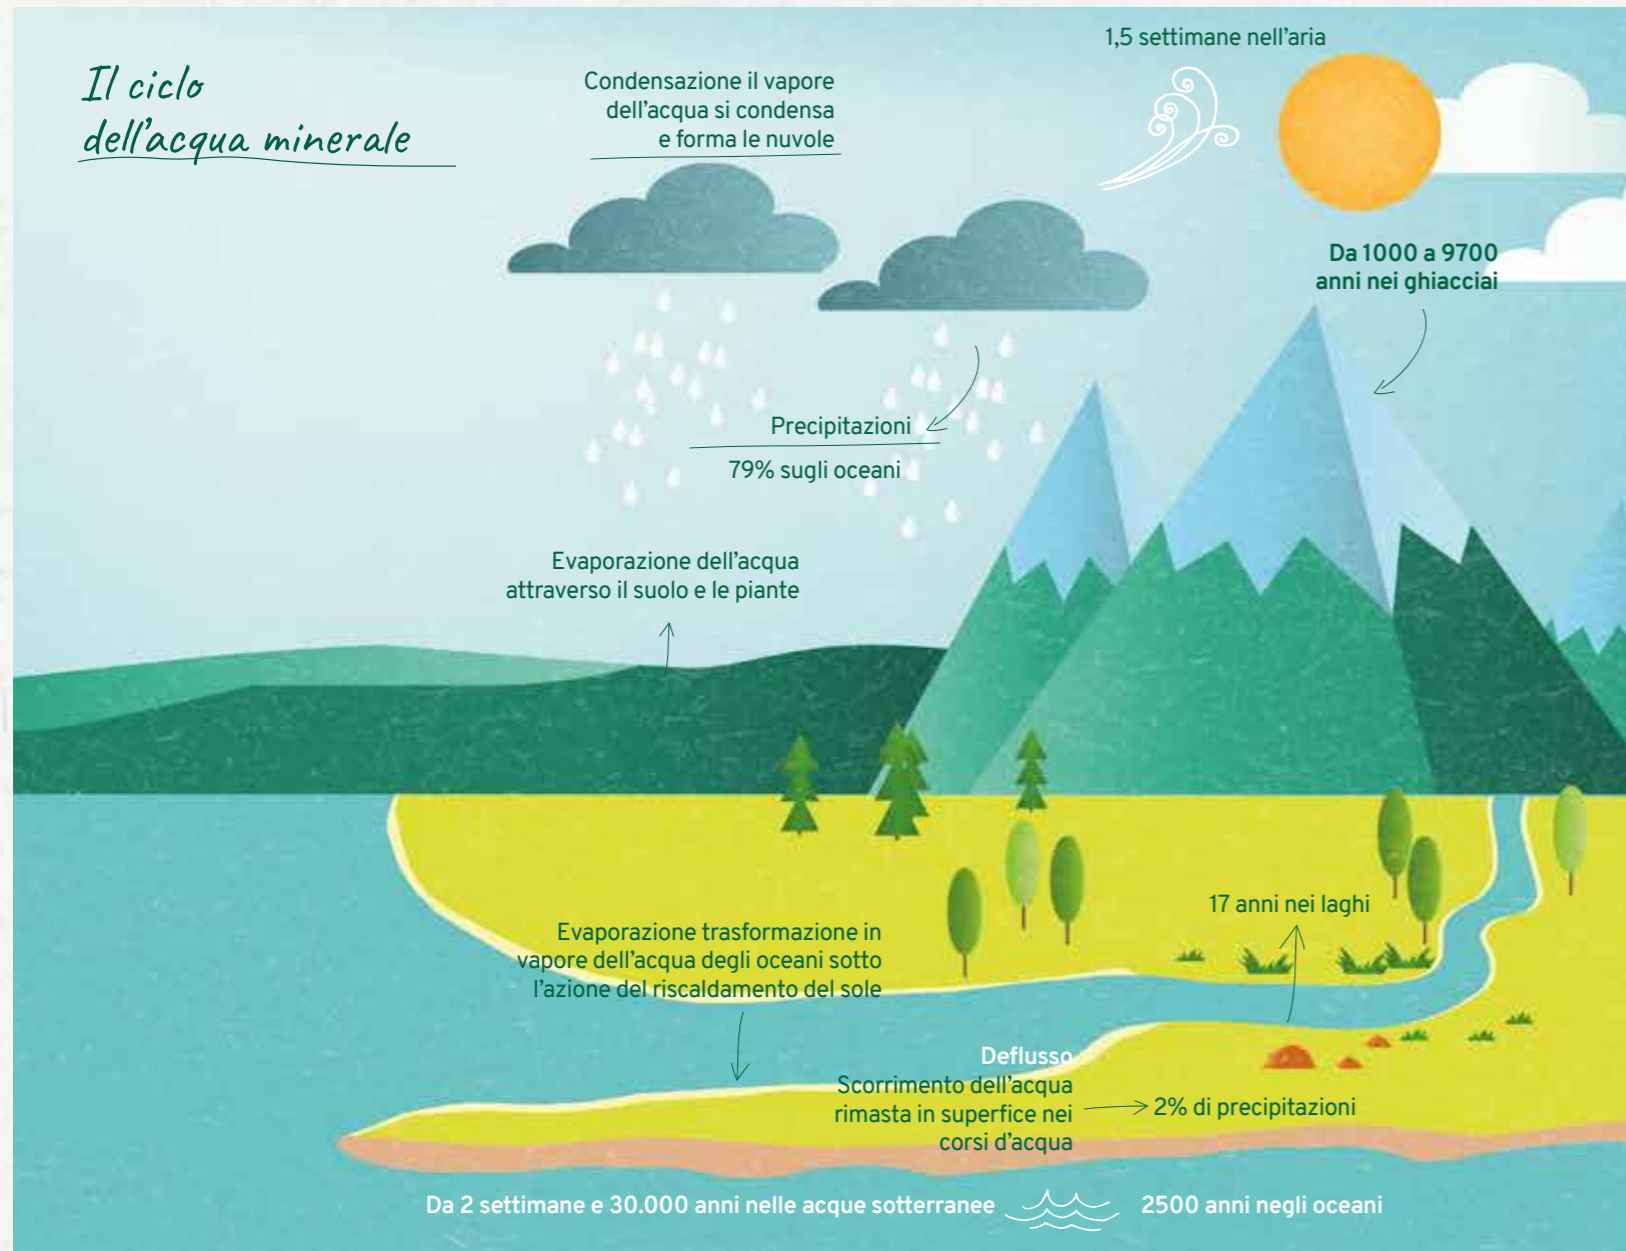 Il ciclo
dell'acqua minerale
Condensazione il vapore
dell'acqua si condensa
e forma le nuvole
1,5 settimane nell'aria
Da 1000 a 9700
anni nei ghiacciai
Precipitazioni
79% sugli oceani
Evaporazione dell'acqua
attraverso il suolo e le piante
17 anni nei laghi
Evaporazione trasformazione in
vapore dell'acqua degli oceani sotto
l'azione del riscaldamento del sole
Deflusso
Scorrimento dell'acqua
rimasta in superfice nei
corsi d'acqua
2% di precipitazioni
Da 2 settimane e 30.000 anni nelle acque sotterranee
2500 anni negli oceani